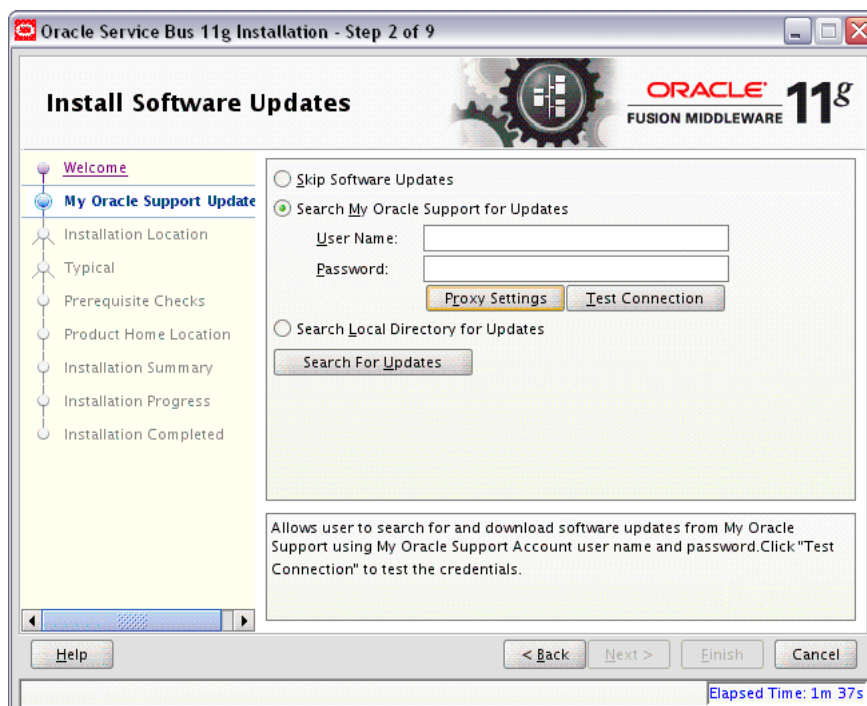 Oracle Service Bus 11g Installation - Step 2 of 9
Install Software Updates
ORACLE
FUSION MIDDLEWARE
11g
Welcome
My Oracle Support Update
Installation Location
Typical
Prerequisite Checks
Product Home Location
Installation Summary
Installation Progress
Installation Completed
Skip Software Updates
Search My Oracle Support for Updates
User Name:
Password:
Proxy Settings
Test Connection
Search Local Directory for Updates
Search For Updates
Allows user to search for and download software updates from My Oracle
Support using My Oracle Support Account user name and password.Click "Test
Connection" to test the credentials.
Help
< Back
Next >
Finish
Cancel
Elapsed Time: 1m 37s